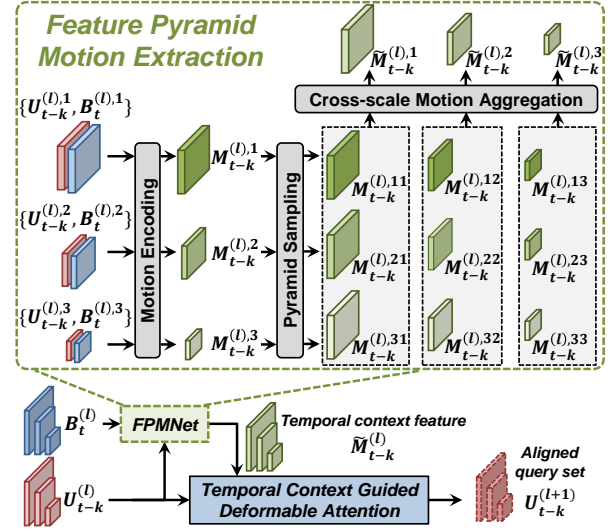 Feature Pyramid
Motion Extraction
M̃_{t-k}^{(l),1} M̃_{t-k}^{(l),2} M̃_{t-k}^{(l),3}
Cross-scale Motion Aggregation
{U_{t-k}^{(l),1}, B_t^{(l),1}}
M_{t-k}^{(l),1}
M_{t-k}^{(l),11} M_{t-k}^{(l),12} M_{t-k}^{(l),13}
{U_{t-k}^{(l),2}, B_t^{(l),2}}
Motion Encoding
M_{t-k}^{(l),2}
Pyramid Sampling
M_{t-k}^{(l),21} M_{t-k}^{(l),22} M_{t-k}^{(l),23}
{U_{t-k}^{(l),3}, B_t^{(l),3}}
M_{t-k}^{(l),3}
M_{t-k}^{(l),31} M_{t-k}^{(l),32} M_{t-k}^{(l),33}
B_t^{(l)}
FPMNet
Temporal context feature
M̃_{t-k}^{(l)}
U_{t-k}^{(l)}
Temporal Context Guided
Deformable Attention
Aligned
query set
U_{t-k}^{(l+1)}